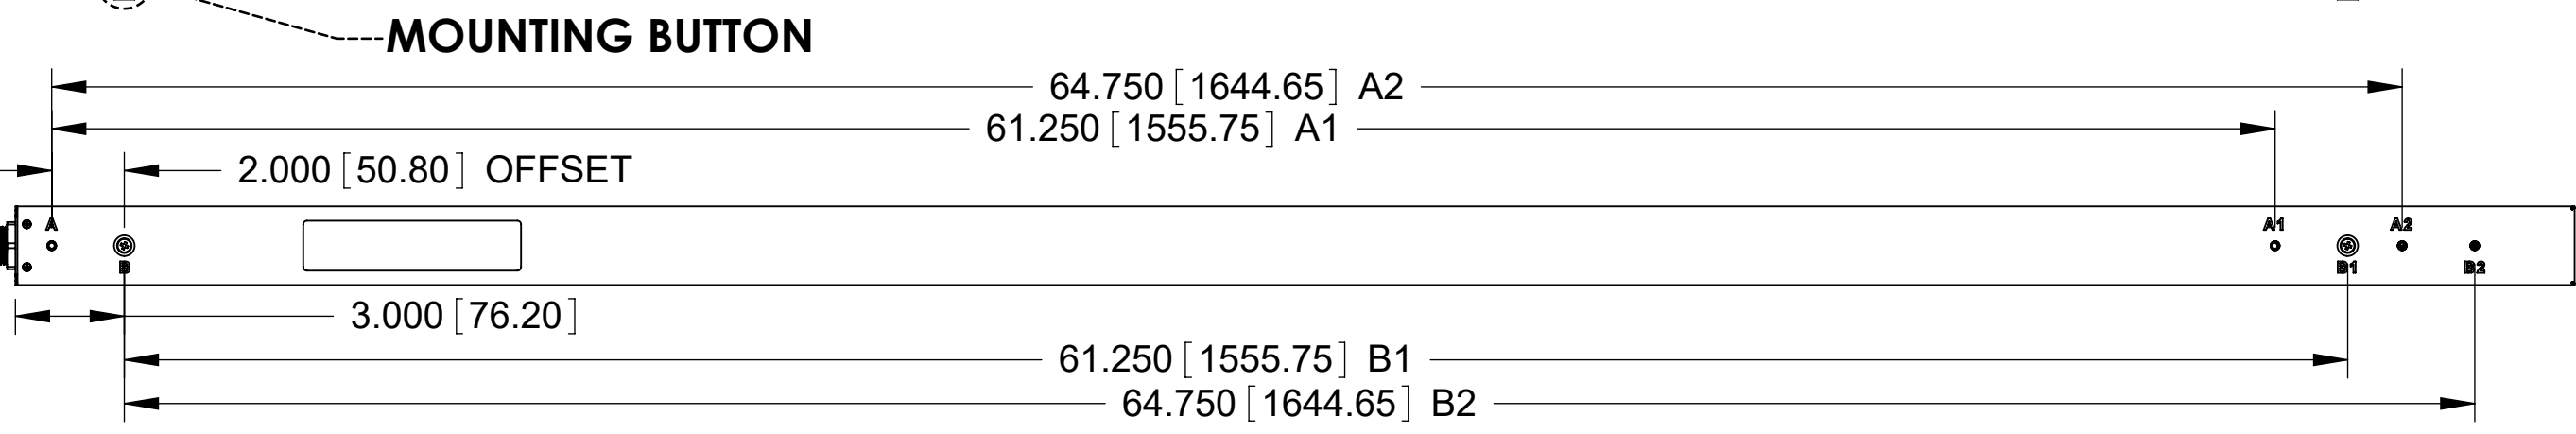 MOUNTING BUTTON
64.750 [1644.65] A2
61.250 [1555.75] A1
2.000 [50.80] OFFSET
A
A1
A2
B
B1
B2
3.000 [76.20]
61.250 [1555.75] B1
64.750 [1644.65] B2